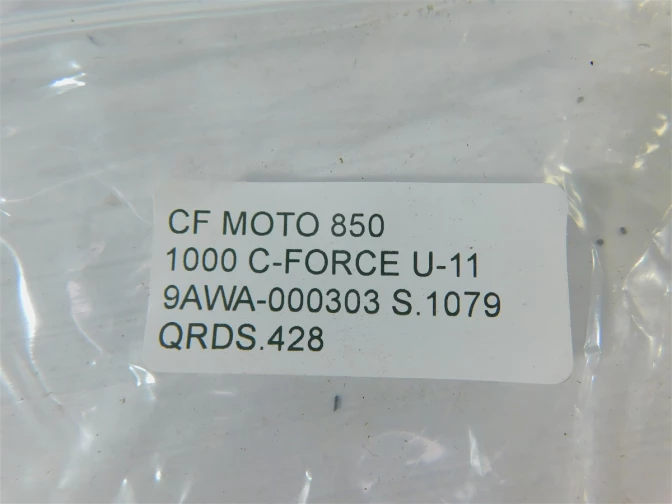 CF MOTO 850
1000 C-FORCE U-11
9AWA-000303 S.1079
QRDS.428